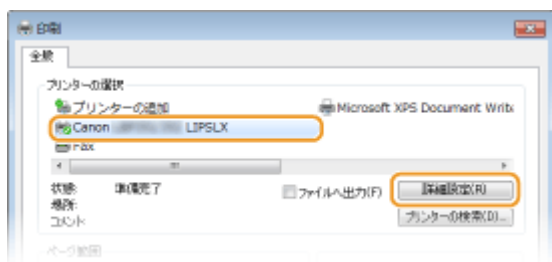 印刷
全般
プリンターの選択
プリンターの追加
Microsoft XPS Document Write
Canon LIPSLX
Fax
状態: 準備完了
場所:
コメント:
ファイルへ出力(F)
詳細設定(R)
プリンターの検索(D)...
ページ範囲